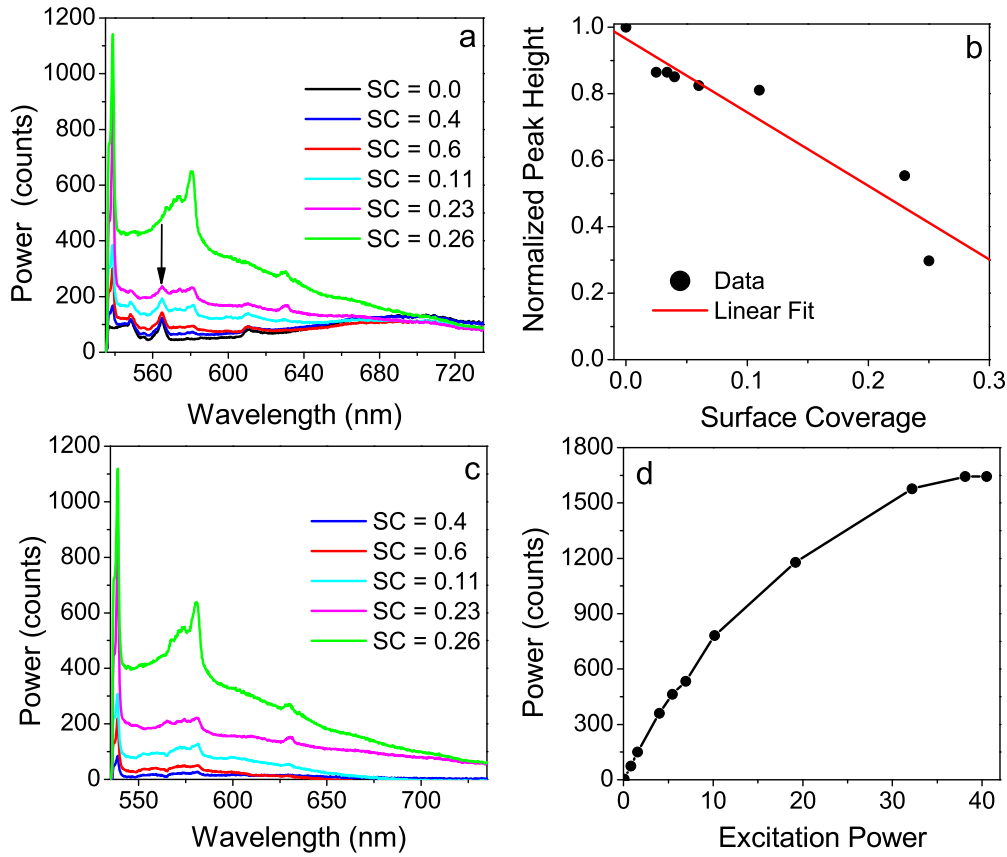 a
1200
1000
800
600
400
200
0
Power (counts)
SC = 0.0
SC = 0.4
SC = 0.6
SC = 0.11
SC = 0.23
SC = 0.26
560 600 640 680 720
Wavelength (nm)
b
1.0
0.8
0.6
0.4
0.2
0.0
Normalized Peak Height
Data
Linear Fit
0.0 0.1 0.2 0.3
Surface Coverage
c
1200
1000
800
600
400
200
0
Power (counts)
SC = 0.4
SC = 0.6
SC = 0.11
SC = 0.23
SC = 0.26
550 600 650 700
Wavelength (nm)
d
1800
1500
1200
900
600
300
0
Power (counts)
0 10 20 30 40
Excitation Power